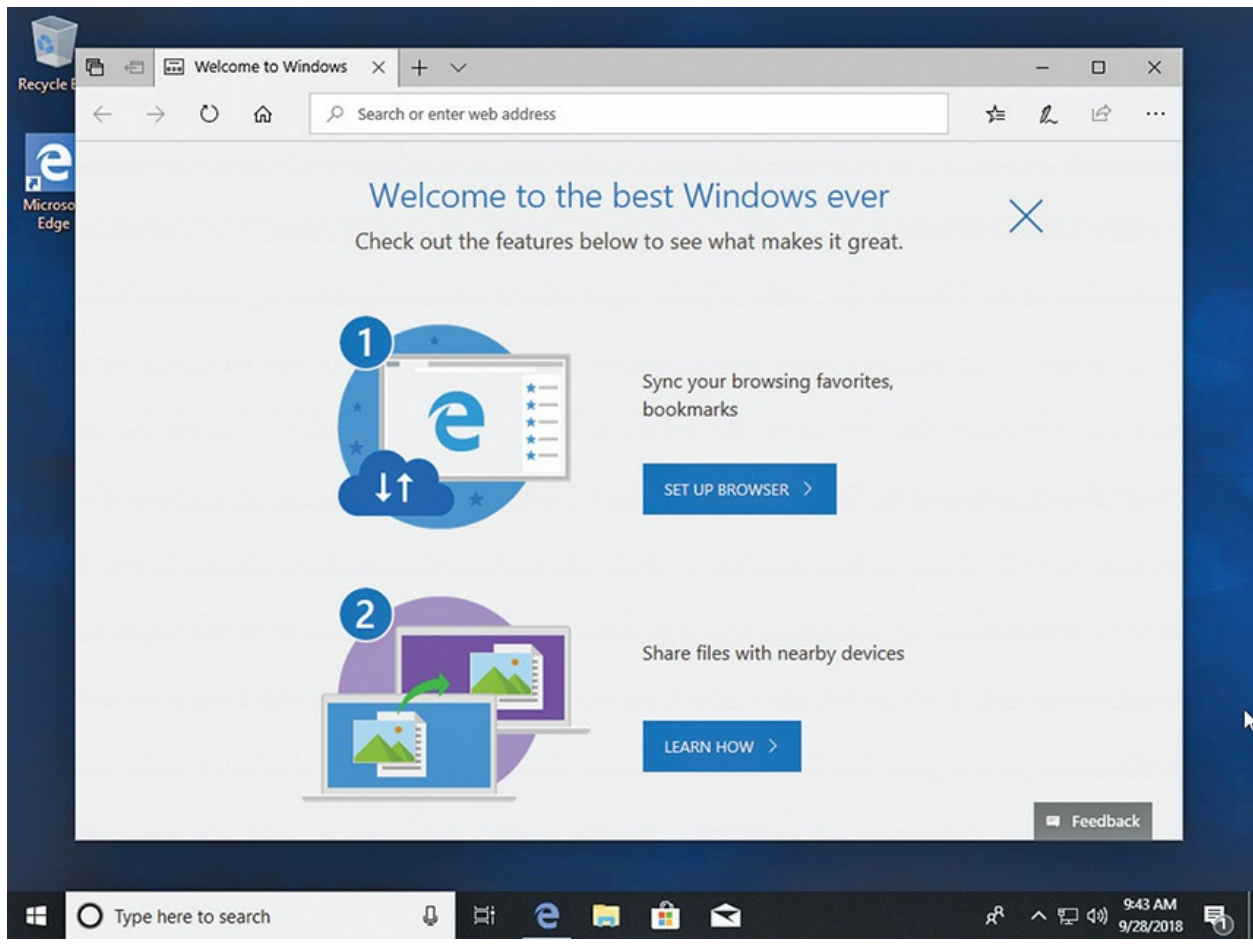 Recycle
Microso
Edge
Welcome to Windows
Search or enter web address
Welcome to the best Windows ever
Check out the features below to see what makes it great.
1
Sync your browsing favorites,
bookmarks
SET UP BROWSER
2
Share files with nearby devices
LEARN HOW
Feedback
Type here to search
9:43 AM
9/28/2018
1